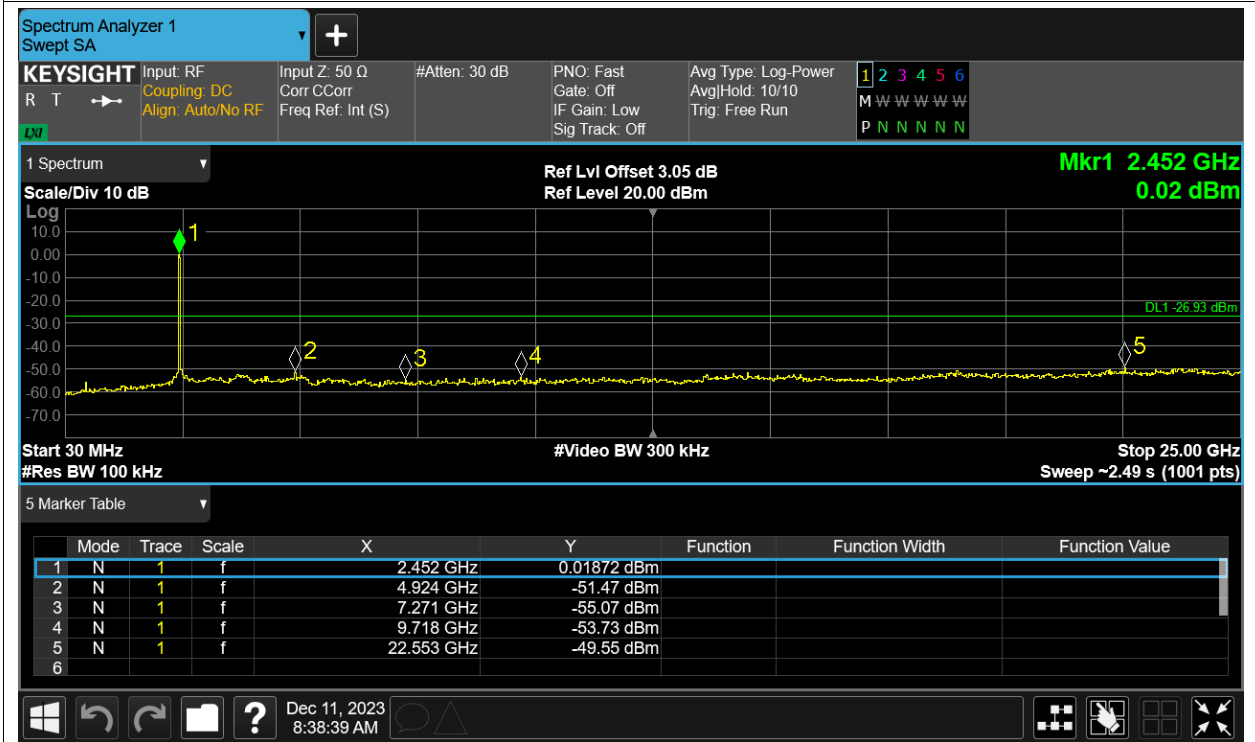 Spectrum Analyzer 1
Swept SA
+
KEYSIGHT
R T
LXI
Input: RF
Coupling: DC
Align: Auto/No RF
Input Z: 50 Ω
Corr CCorr
Freq Ref: Int (S)
#Atten: 30 dB
PNO: Fast
Gate: Off
IF Gain: Low
Sig Track: Off
Avg Type: Log-Power
Avg|Hold: 10/10
Trig: Free Run
1 2 3 4 5 6
M W W W W W
P N N N N N
1 Spectrum
Scale/Div 10 dB
Ref Lvl Offset 3.05 dB
Ref Level 20.00 dBm
Mkr1 2.452 GHz
0.02 dBm
Log
10.0
0.00
-10.0
-20.0
-30.0
-40.0
-50.0
-60.0
-70.0
1
2
3
4
5
DL1 -26.93 dBm
Start 30 MHz
#Video BW 300 kHz
Stop 25.00 GHz
#Res BW 100 kHz
Sweep ~2.49 s (1001 pts)
5 Marker Table
Mode Trace Scale X Y Function Function Width Function Value
1 N 1 f 2.452 GHz 0.01872 dBm
2 N 1 f 4.924 GHz -51.47 dBm
3 N 1 f 7.271 GHz -55.07 dBm
4 N 1 f 9.718 GHz -53.73 dBm
5 N 1 f 22.553 GHz -49.55 dBm
6
?
Dec 11, 2023
8:38:39 AM